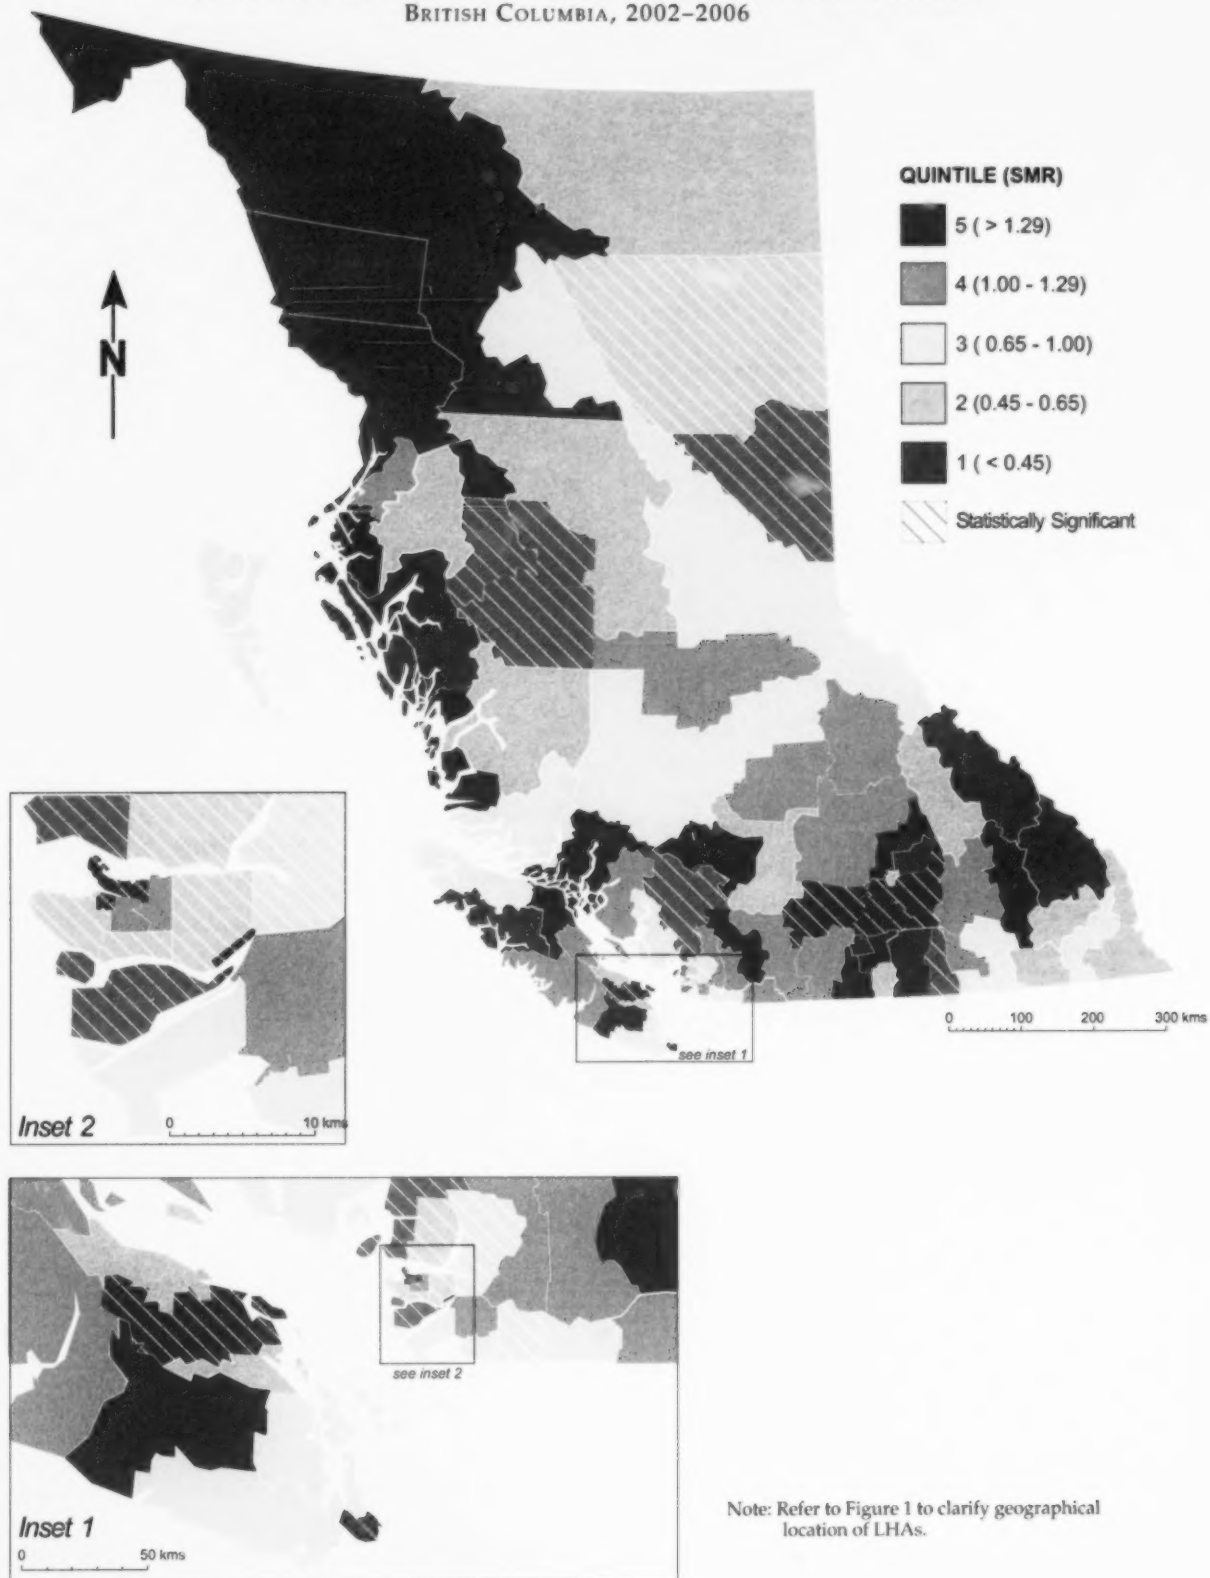 BRITISH COLUMBIA, 2002–2006
QUINTILE (SMR)
5 ( > 1.29)
4 (1.00 - 1.29)
3 ( 0.65 - 1.00)
2 (0.45 - 0.65)
1 ( < 0.45)
Statistically Significant
N
0 100 200 300 kms
see inset 1
Inset 2
0 10 kms
see inset 2
Inset 1
0 50 kms
Note: Refer to Figure 1 to clarify geographical
location of LHAs.